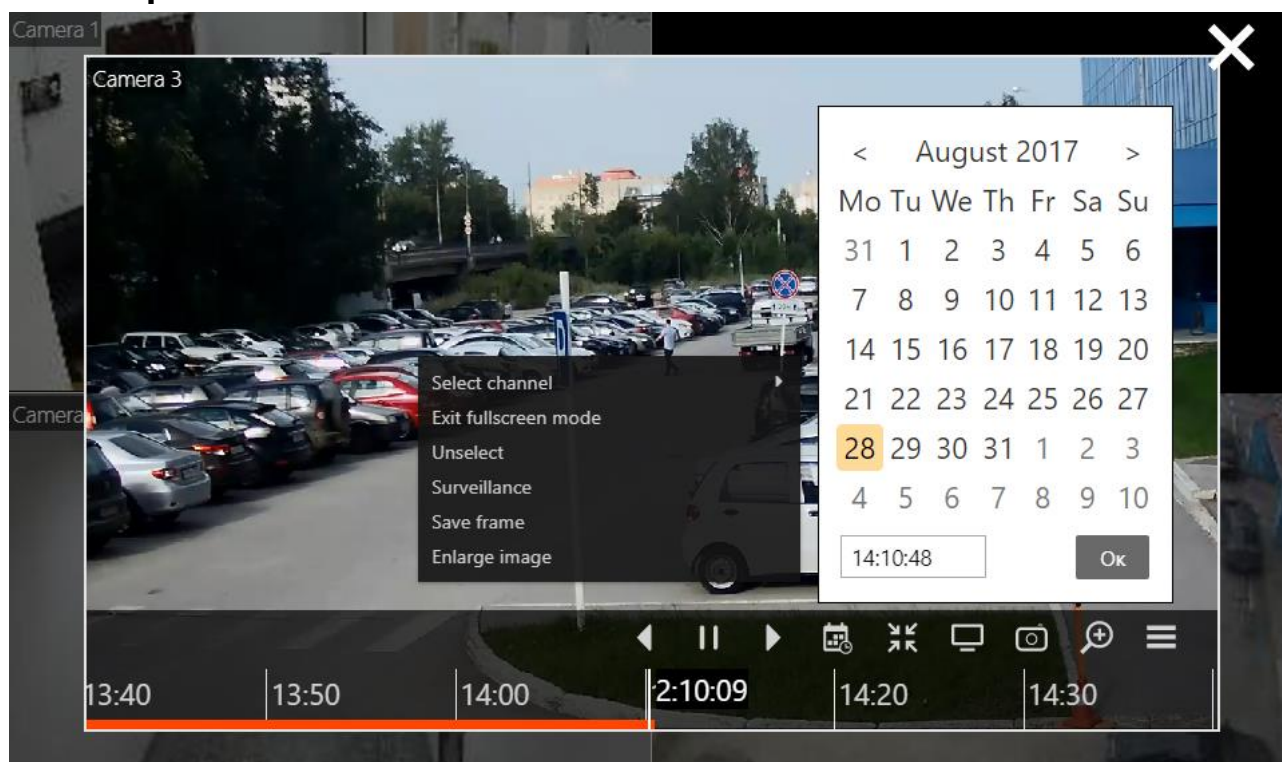 Camera 1
Camera 3
Camera
< August 2017 >
Mo Tu We Th Fr Sa Su
31 1 2 3 4 5 6
7 8 9 10 11 12 13
14 15 16 17 18 19 20
21 22 23 24 25 26 27
28 29 30 31 1 2 3
4 5 6 7 8 9 10
14:10:48 Ок
Select channel
Exit fullscreen mode
Unselect
Surveillance
Save frame
Enlarge image
13:40 13:50 14:00 2:10:09 14:20 14:30